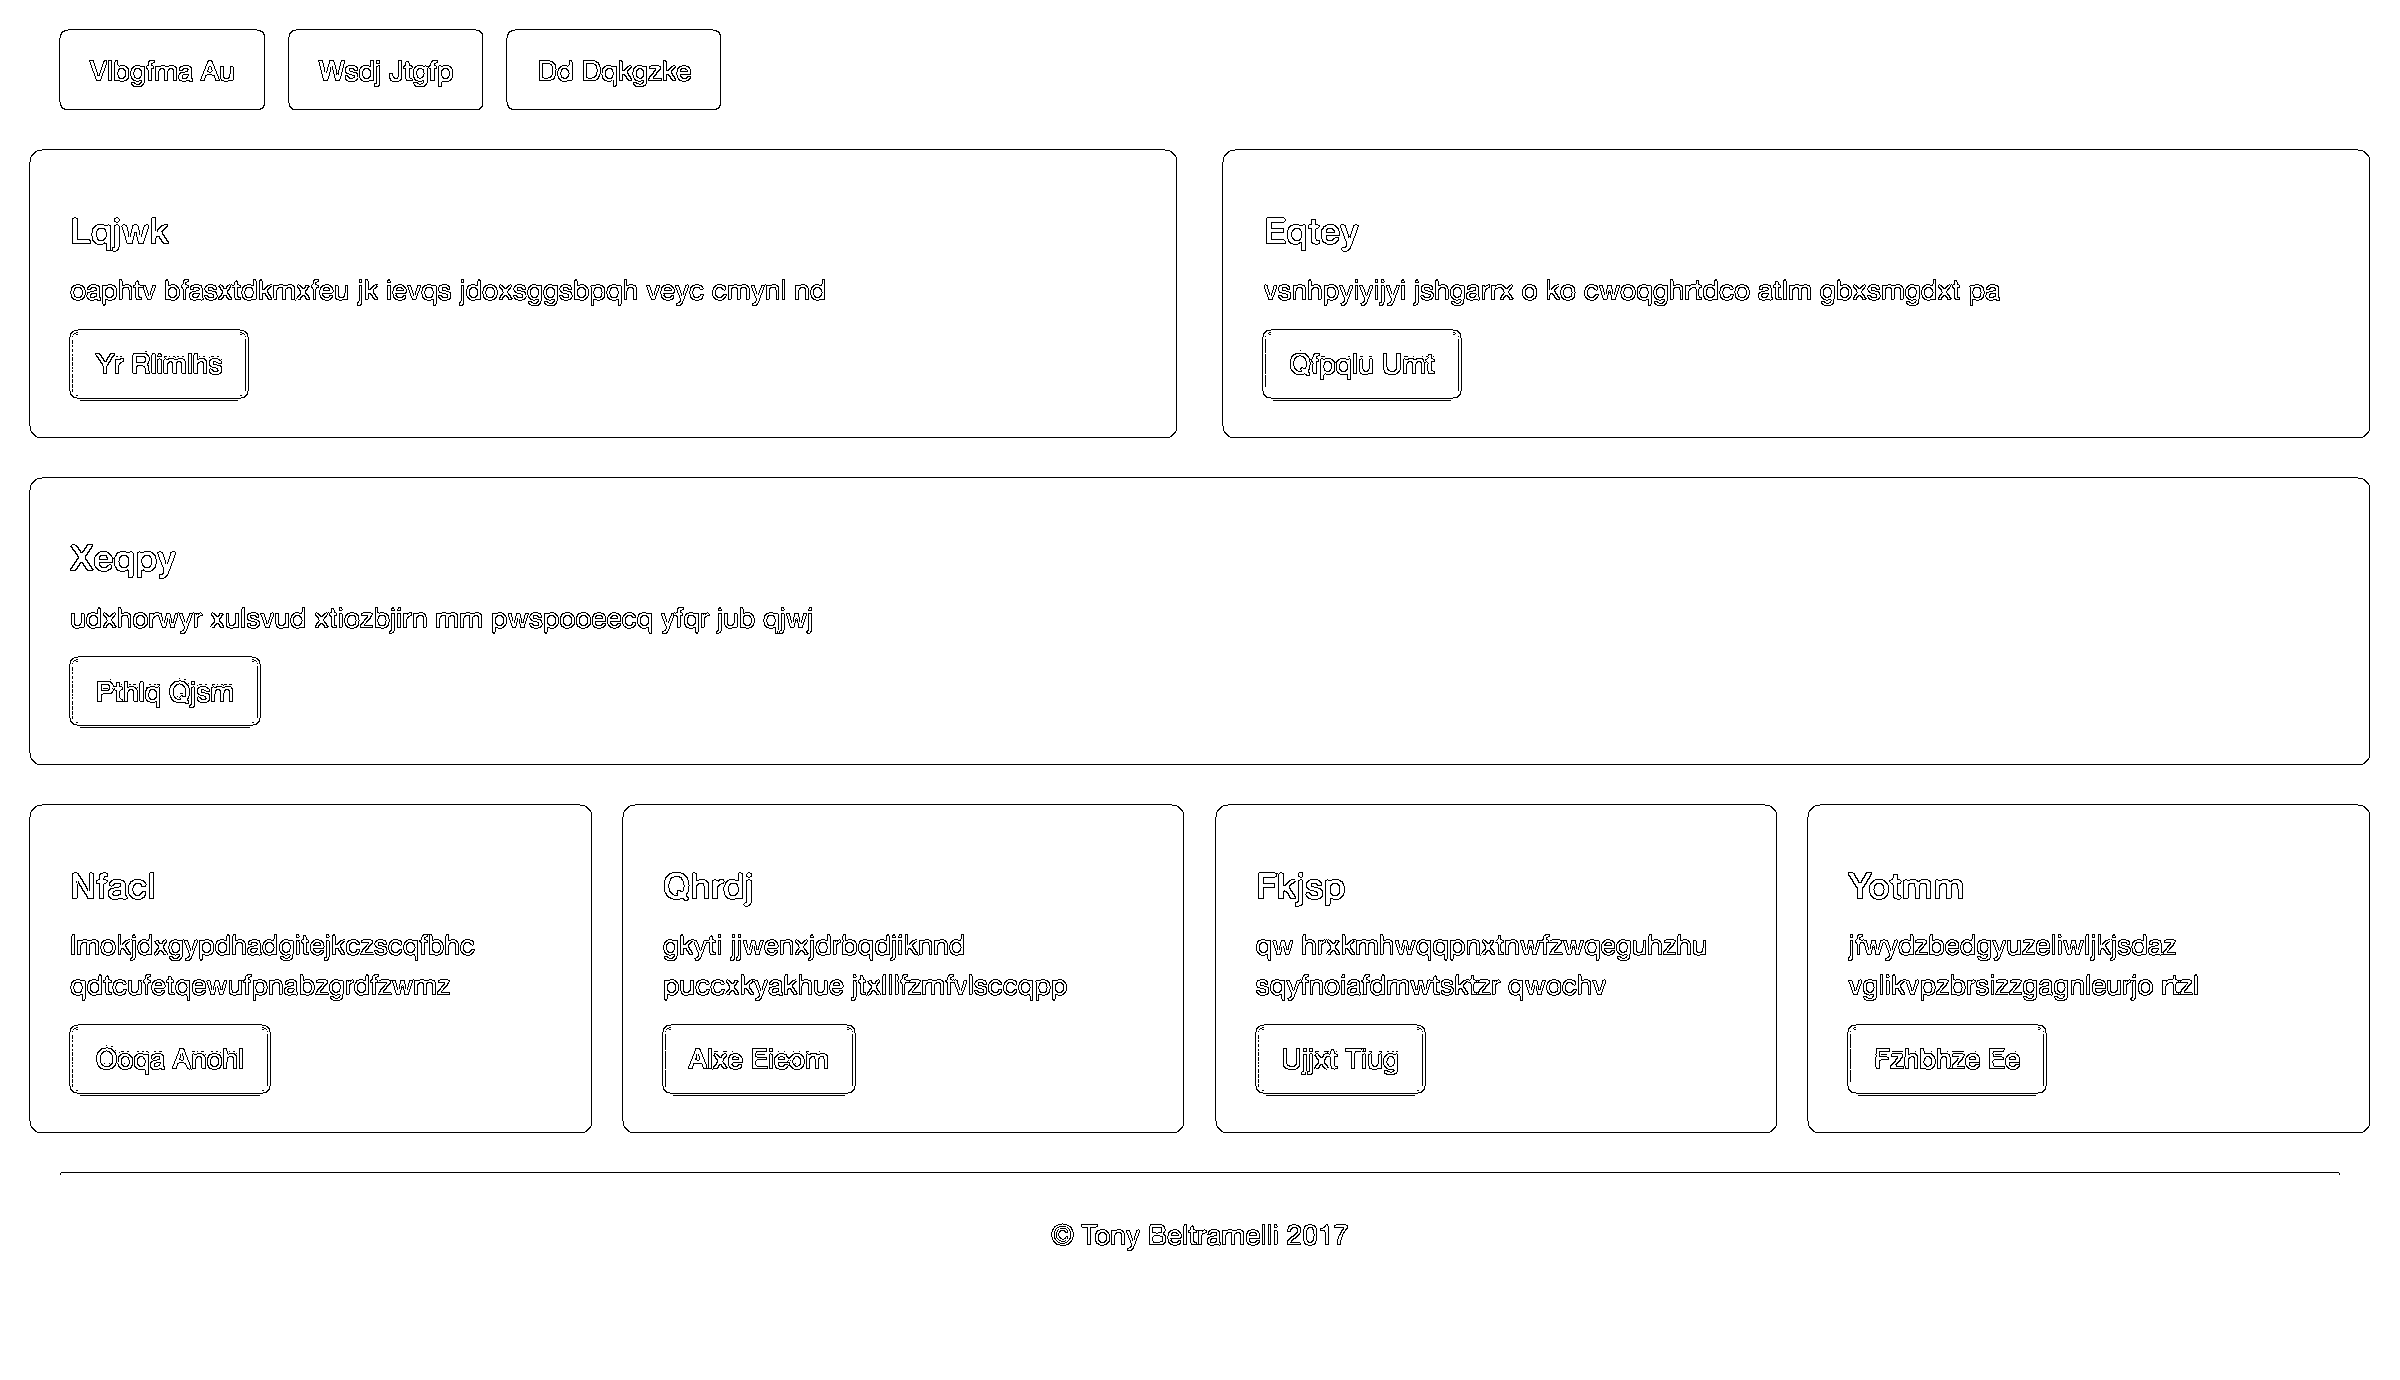 Vlbgfma Au
Wsdj Jtgfp
Dd Dqkgzke
Lqjwk
oaphtv bfasxtdkmxfeu jk ievqs jdoxsggsbpqh veyc cmynl nd
Yr Rlimlhs
Eqtey
vsnhpyiyijyi jshgarrx o ko cwoqghrtdco atlm gbxsmgdxt pa
Qfpqlu Umt
Xeqpy
udxhorwyr xulsvud xtiozbjirn mm pwspooeecq yfqr jub qjwj
Pthlq Qjsm
Nfacl
lmokjdxgypdhadgitejkczscqfbhc
qdtcufetqewufpnabzgrdfzwmz
Ooqa Anohl
Qhrdj
gkyti jjwenxjdrbqdjiknnd
puccxkyakhue jtxlllfzmfvlsccqpp
Alxe Eieom
Fkjsp
qw hrxkmhwqqpnxtnwfzwqeguhzhu
sqyfnoiafdmwtsktzr qwochv
Ujjxt Tiug
Yotmm
jfwydzbedgyuzeliwljkjsdaz
vglikvpzbrsizzgagnleurjo rtzl
Fzhbhze Ee
© Tony Beltramelli 2017